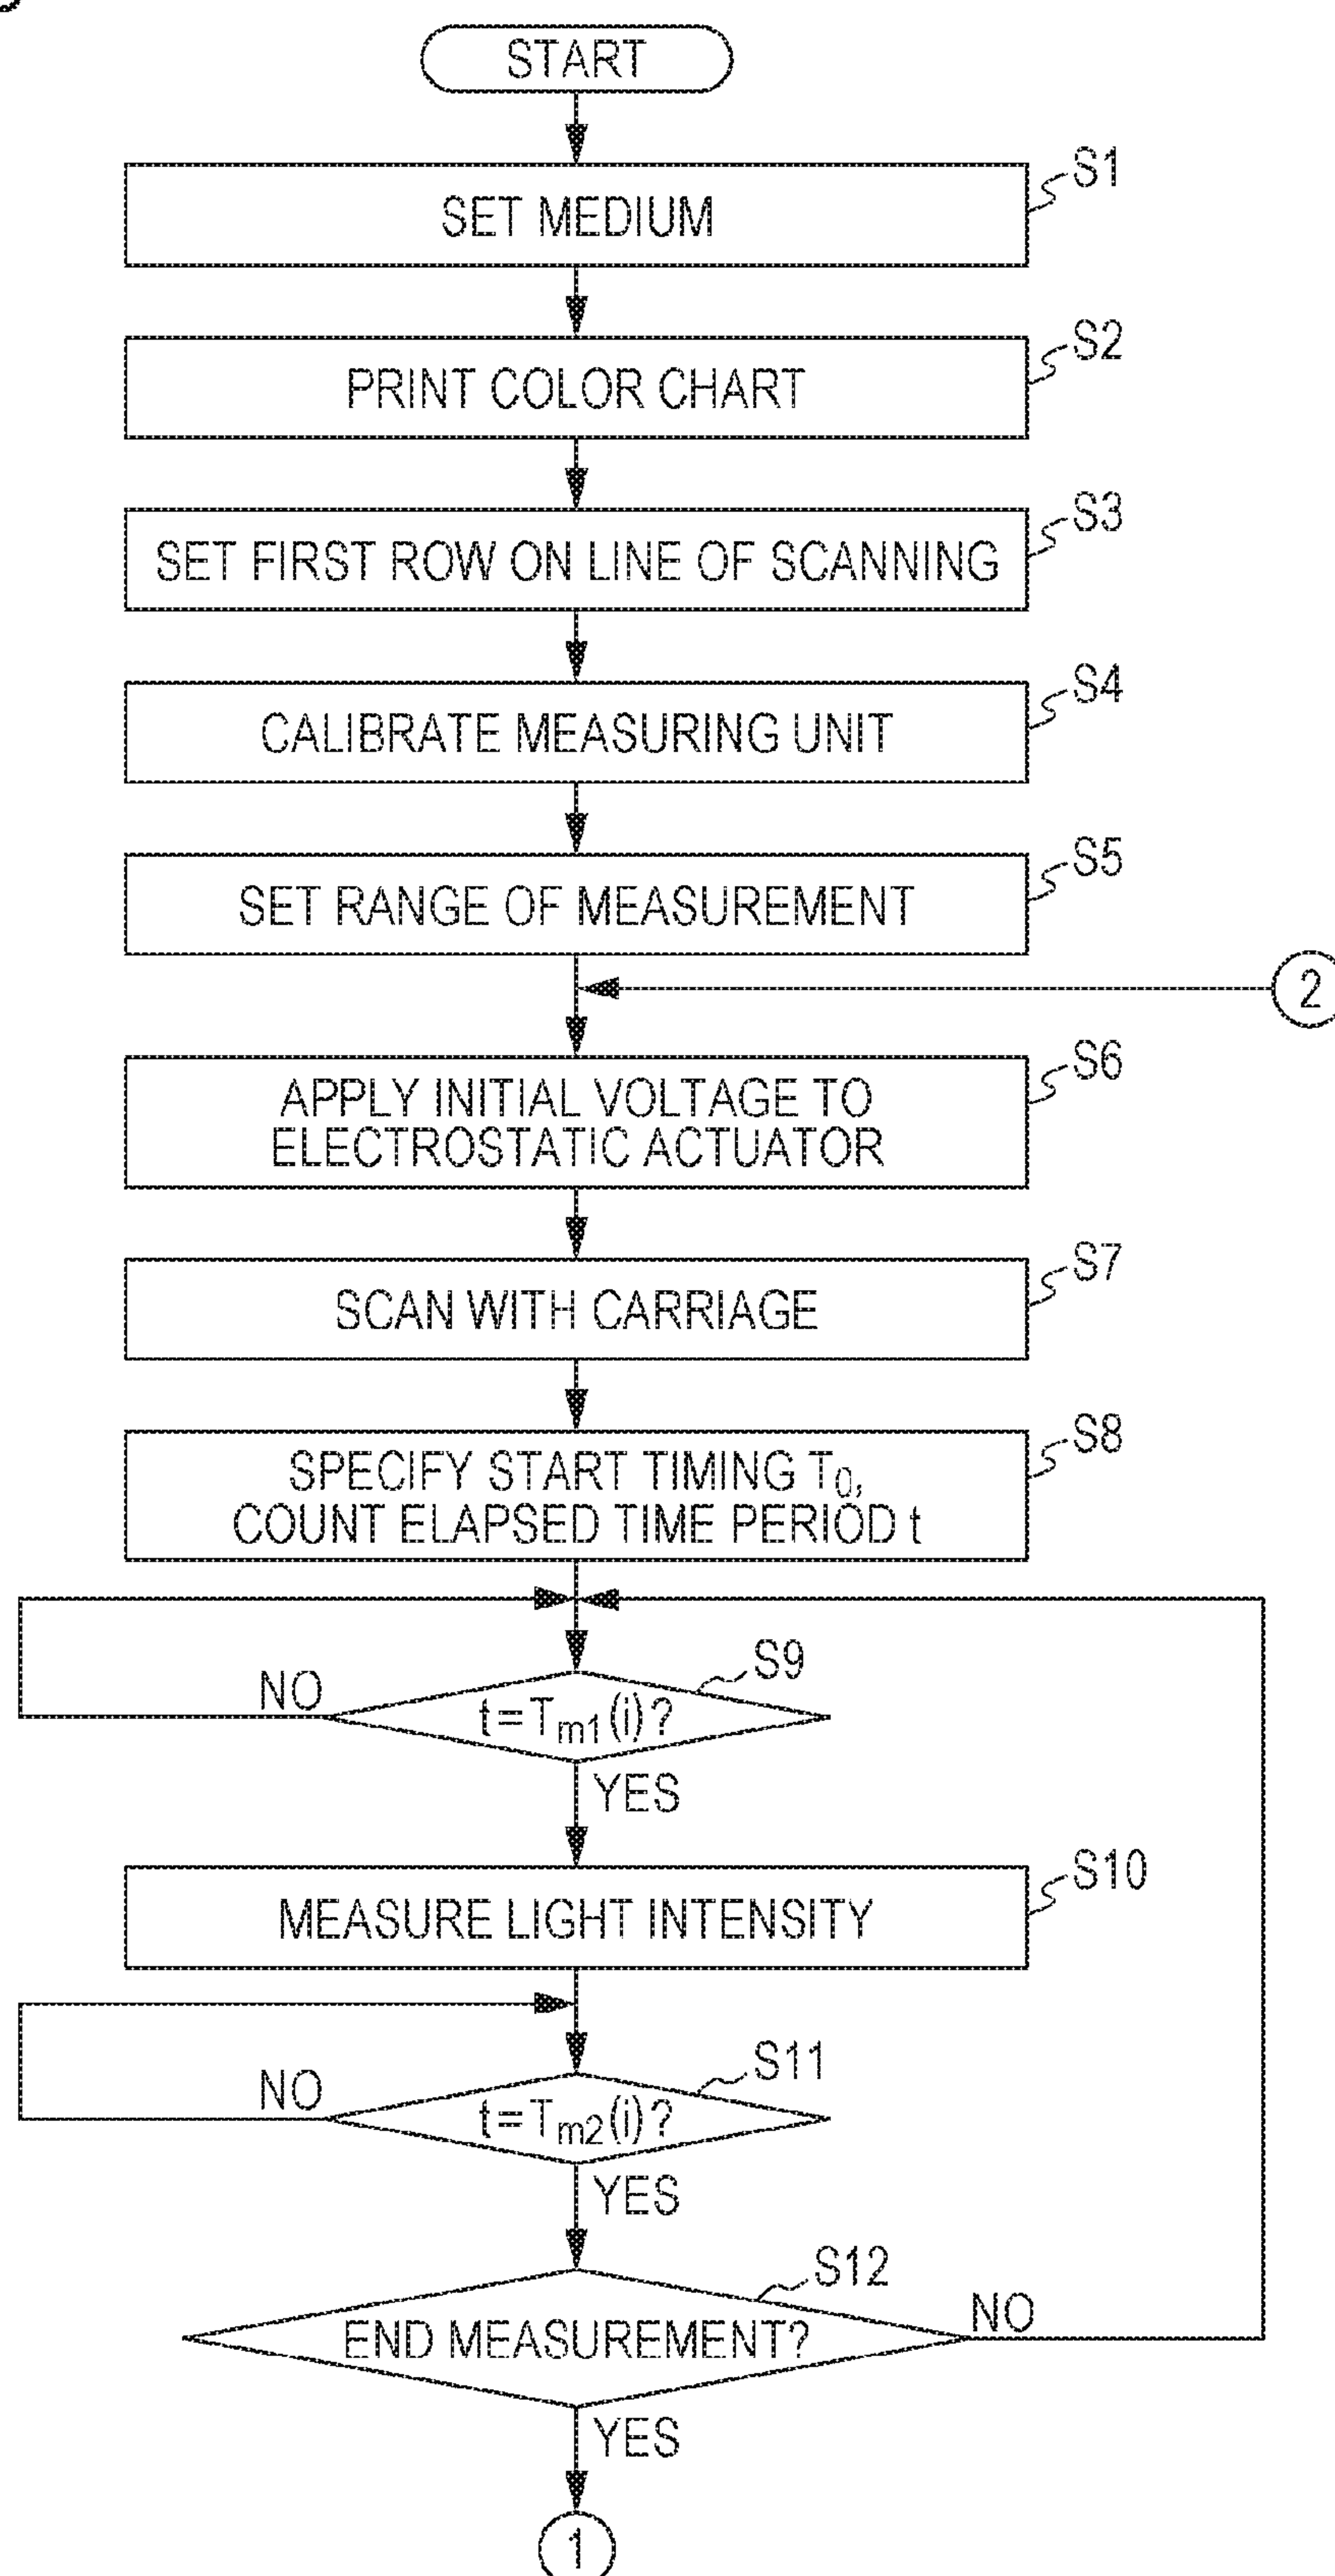 START
S1
SET MEDIUM
S2
PRINT COLOR CHART
S3
SET FIRST ROW ON LINE OF SCANNING
S4
CALIBRATE MEASURING UNIT
S5
SET RANGE OF MEASUREMENT
2
S6
APPLY INITIAL VOLTAGE TO
ELECTROSTATIC ACTUATOR
S7
SCAN WITH CARRIAGE
S8
SPECIFY START TIMING T₀,
COUNT ELAPSED TIME PERIOD t
S9
NO
t=Tm1(i)?
YES
S10
MEASURE LIGHT INTENSITY
S11
NO
t=Tm2(i)?
YES
S12
NO
END MEASUREMENT?
YES
1